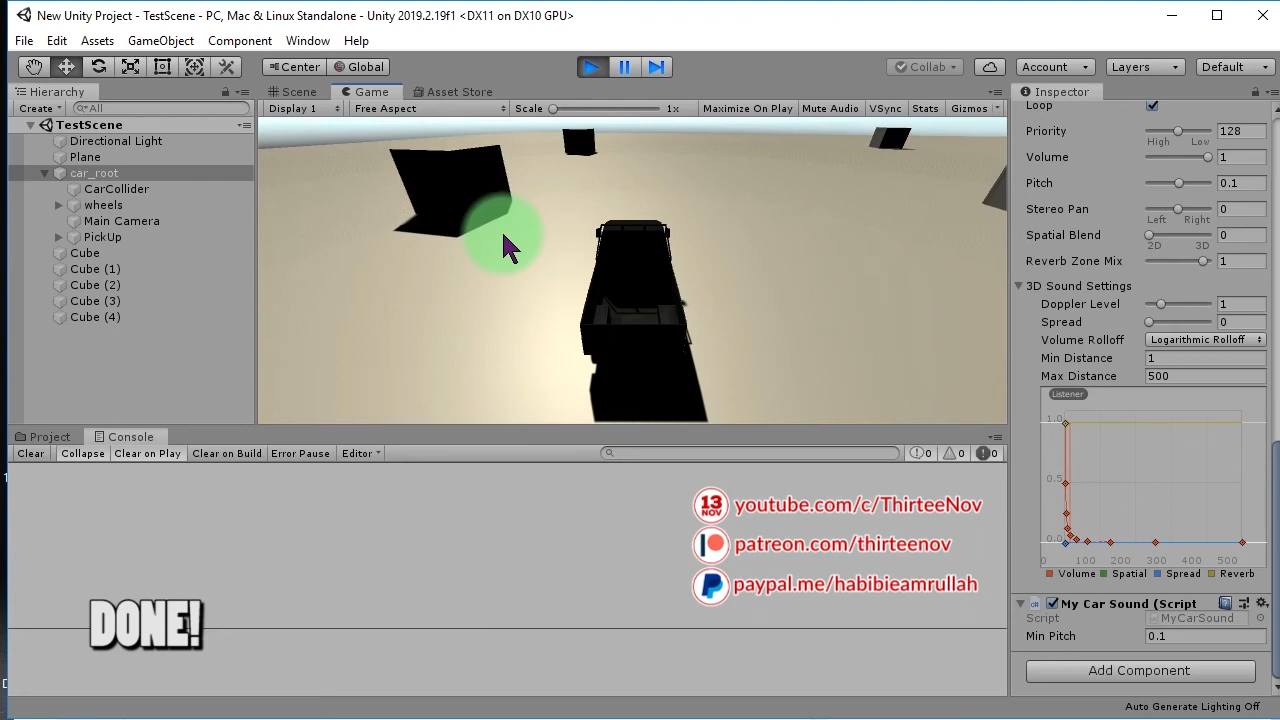 New Unity Project - TestScene - PC, Mac & Linux Standalone - Unity 2019.2.19f1 <DX11 on DX10 GPU>
File Edit Assets GameObject Component Window Help
Center Global Collab Account Layers Default
Hierarchy Scene Game Asset Store Inspector
Create All Display 1 Free Aspect Scale 1x Maximize On Play Mute Audio VSync Stats Gizmos
TestScene
Directional Light
Plane
car_root
CarCollider
wheels
Main Camera
PickUp
Cube
Cube (1)
Cube (2)
Cube (3)
Cube (4)
Loop
Priority 128
High Low
Volume 1
Pitch 0.1
Stereo Pan 0
Left Right
Spatial Blend 0
2D 3D
Reverb Zone Mix 1
3D Sound Settings
Doppler Level 1
Spread 0
Volume Rolloff Logarithmic Rolloff
Min Distance 1
Max Distance 500
Listener
1.0
0.5
0.0
0 100 200 300 400 500
Volume Spatial Spread Reverb
My Car Sound (Script
Script MyCarSound
Min Pitch 0.1
Add Component
Project Console
Clear Collapse Clear on Play Clear on Build Error Pause Editor 0 0 0
13 NOV youtube.com/c/ThirteeNov
patreon.com/thirteenov
paypal.me/habibieamrullah
DONE!
Auto Generate Lighting Off